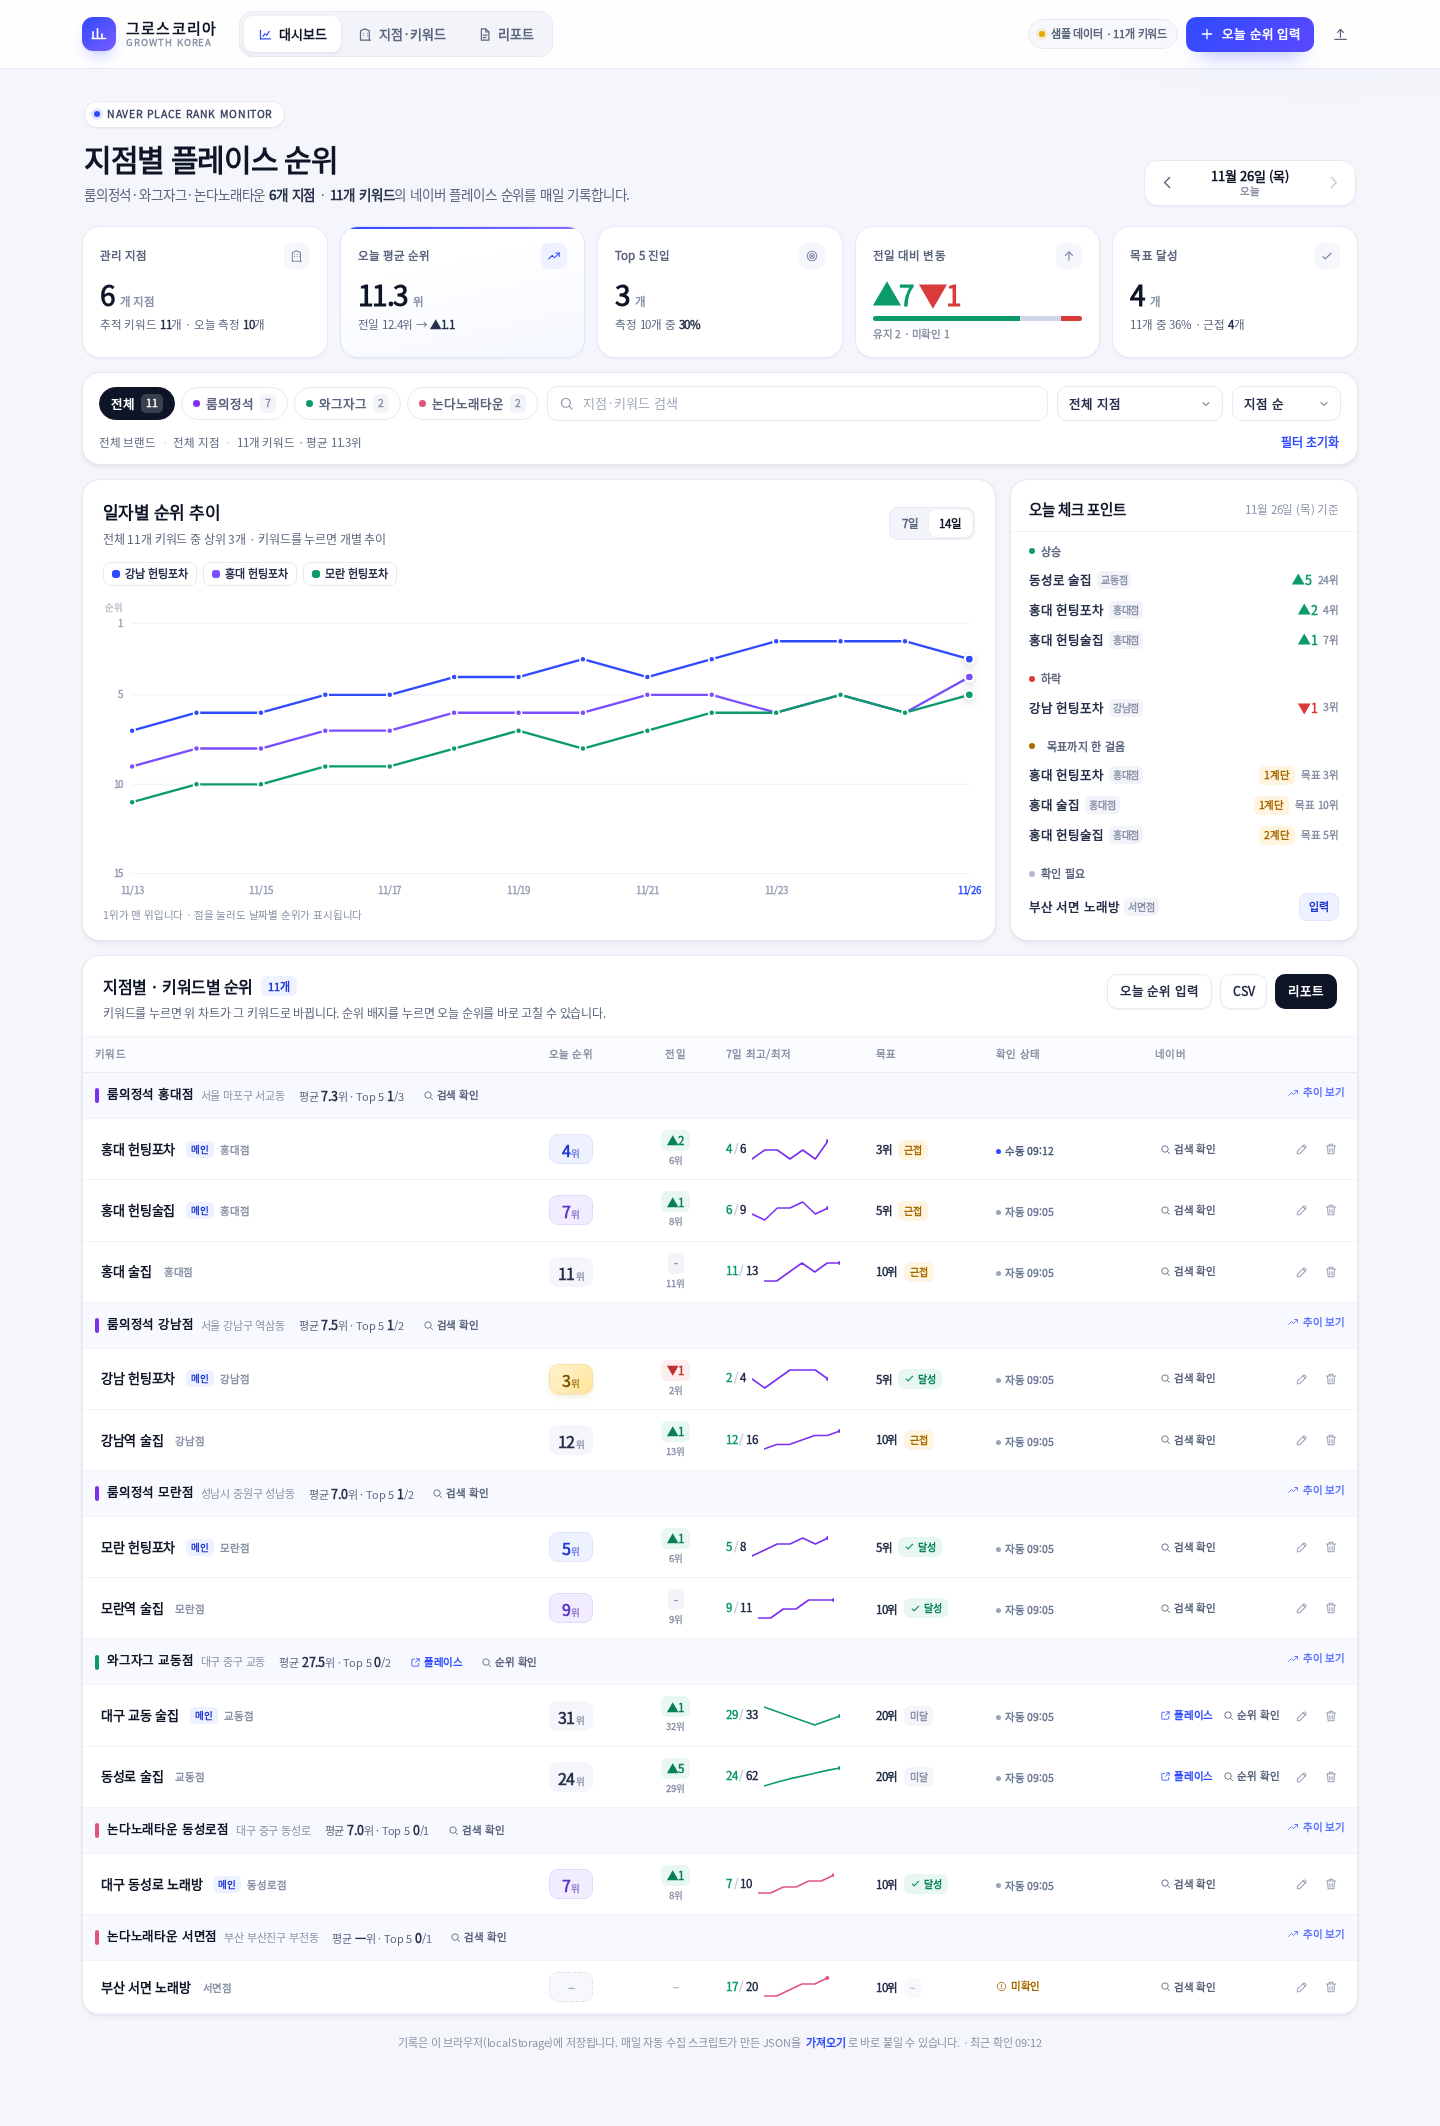 그로스코리아
GROWTH KOREA
대시보드 지점·키워드 리포트
샘플 데이터 · 11개 키워드
오늘 순위 입력
NAVER PLACE RANK MONITOR
지점별 플레이스 순위
룸의정석·와그자그·논다노래타운 6개 지점 · 11개 키워드의 네이버 플레이스 순위를 매일 기록합니다.
11월 26일 (목)
오늘
관리 지점
6 개 지점
추적 키워드 11개 · 오늘 측정 10개
오늘 평균 순위
11.3 위
전일 12.4위 → ▲1.1
Top 5 진입
3 개
측정 10개 중 30%
전일 대비 변동
▲7 ▼1
유지 2 · 미확인 1
목표 달성
4 개
11개 중 36% · 근접 4개
전체 11 룸의정석 7 와그자그 2 논다노래타운 2 지점·키워드 검색 전체 지점 지점 순
전체 브랜드 · 전체 지점 · 11개 키워드 · 평균 11.3위 필터 초기화
일자별 순위 추이
전체 11개 키워드 중 상위 3개 · 키워드를 누르면 개별 추이
7일 14일
강남 헌팅포차 홍대 헌팅포차 모란 헌팅포차
순위
1
5
10
15
11/13 11/15 11/17 11/19 11/21 11/23 11/26
1위가 맨 위입니다 · 점을 눌러도 날짜별 순위가 표시됩니다
오늘 체크 포인트 11월 26일 (목) 기준
상승
동성로 술집 교동점 ▲5 24위
홍대 헌팅포차 홍대점 ▲2 4위
홍대 헌팅술집 홍대점 ▲1 7위
하락
강남 헌팅포차 강남점 ▼1 3위
목표까지 한 걸음
홍대 헌팅포차 홍대점 1계단 목표 3위
홍대 술집 홍대점 1계단 목표 10위
홍대 헌팅술집 홍대점 2계단 목표 5위
확인 필요
부산 서면 노래방 서면점 입력
지점별 · 키워드별 순위 11개
키워드를 누르면 위 차트가 그 키워드로 바뀝니다. 순위 배지를 누르면 오늘 순위를 바로 고칠 수 있습니다.
오늘 순위 입력 CSV 리포트
키워드 오늘 순위 전일 7일 최고/최저 목표 확인 상태 네이버
룸의정석 홍대점 서울 마포구 서교동 평균 7.3위 · Top 5 1/3 검색 확인 추이 보기
홍대 헌팅포차 메인 홍대점 4위 ▲2 6위 4/6 3위 근접 수동 09:12 검색 확인
홍대 헌팅술집 메인 홍대점 7위 ▲1 8위 6/9 5위 근접 자동 09:05 검색 확인
홍대 술집 홍대점 11위 - 11위 11/13 10위 근접 자동 09:05 검색 확인
룸의정석 강남점 서울 강남구 역삼동 평균 7.5위 · Top 5 1/2 검색 확인 추이 보기
강남 헌팅포차 메인 강남점 3위 ▼1 2위 2/4 5위 달성 자동 09:05 검색 확인
강남역 술집 강남점 12위 ▲1 13위 12/16 10위 근접 자동 09:05 검색 확인
룸의정석 모란점 성남시 중원구 성남동 평균 7.0위 · Top 5 1/2 검색 확인 추이 보기
모란 헌팅포차 메인 모란점 5위 ▲1 6위 5/8 5위 달성 자동 09:05 검색 확인
모란역 술집 모란점 9위 - 9위 9/11 10위 달성 자동 09:05 검색 확인
와그자그 교동점 대구 중구 교동 평균 27.5위 · Top 5 0/2 플레이스 순위 확인 추이 보기
대구 교동 술집 메인 교동점 31위 ▲1 32위 29/33 20위 미달 자동 09:05 플레이스 순위 확인
동성로 술집 교동점 24위 ▲5 29위 24/62 20위 미달 자동 09:05 플레이스 순위 확인
논다노래타운 동성로점 대구 중구 동성로 평균 7.0위 · Top 5 0/1 검색 확인 추이 보기
대구 동성로 노래방 메인 동성로점 7위 ▲1 8위 7/10 10위 달성 자동 09:05 검색 확인
논다노래타운 서면점 부산 부산진구 부전동 평균 —위 · Top 5 0/1 검색 확인 추이 보기
부산 서면 노래방 서면점 – – 17/20 10위 – 미확인 검색 확인
기록은 이 브라우저(localStorage)에 저장됩니다. 매일 자동 수집 스크립트가 만든 JSON을 가져오기로 바로 붙일 수 있습니다. · 최근 확인 09:12